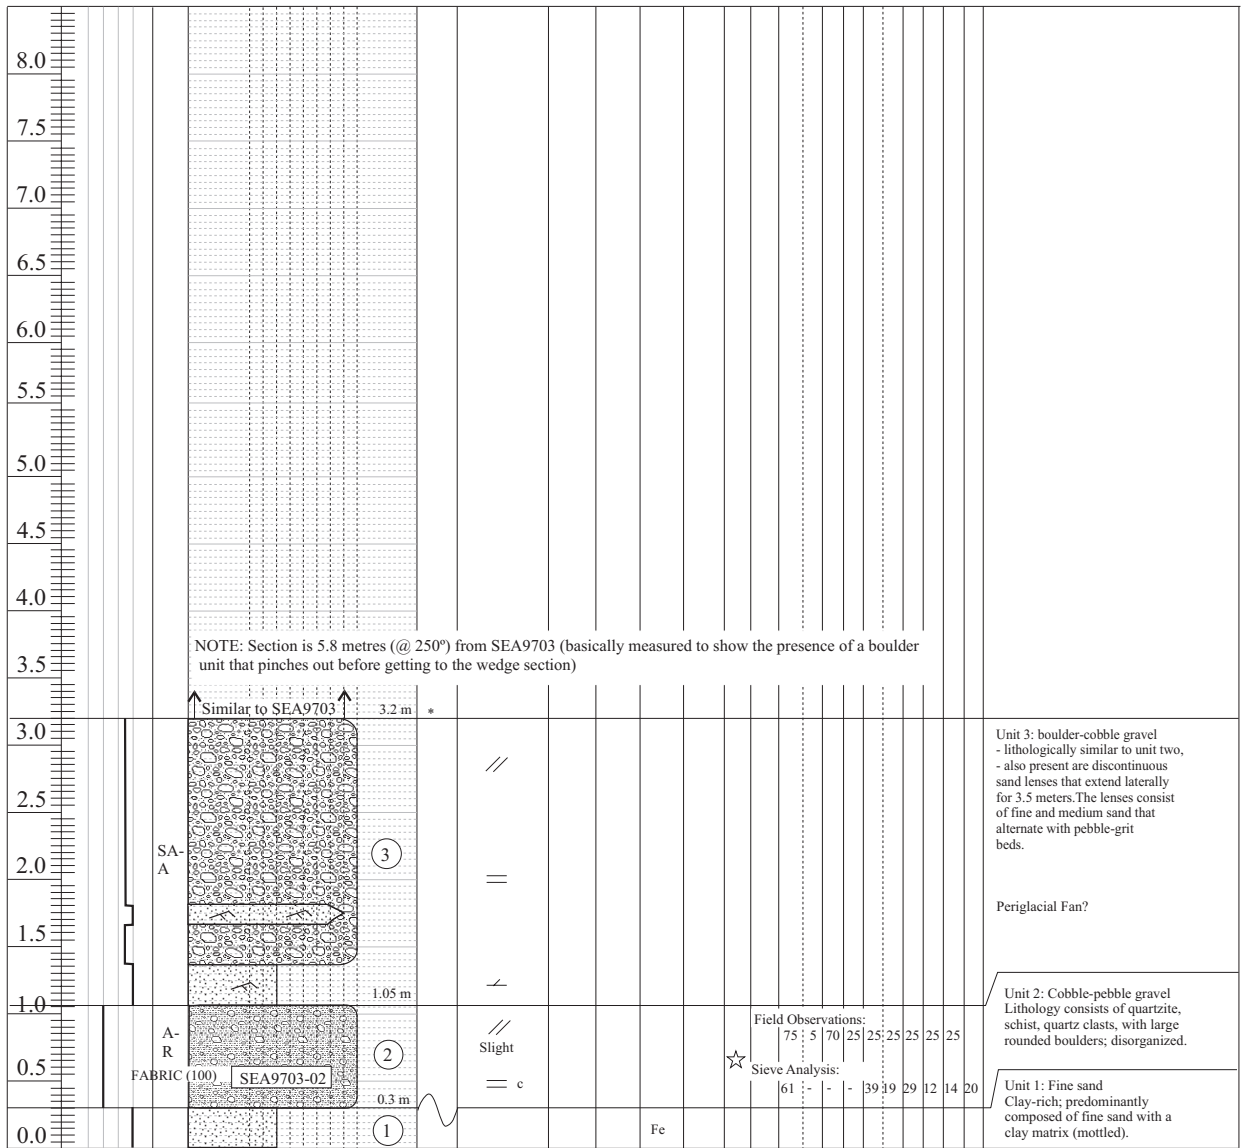 8.0
7.5
7.0
6.5
6.0
5.5
5.0
4.5
4.0
NOTE: Section is 5.8 metres (@ 250º) from SEA9703 (basically measured to show the presence of a boulder
unit that pinches out before getting to the wedge section)
3.5
Similar to SEA9703 3.2 m *
3.0
Unit 3: boulder-cobble gravel
- lithologically similar to unit two,
- also present are discontinuous
sand lenses that extend laterally
for 3.5 meters.The lenses consist
of fine and medium sand that
alternate with pebble-grit
beds.
2.5
SA-
A
3
2.0
Periglacial Fan?
1.5
1.05 m
1.0
Unit 2: Cobble-pebble gravel
Lithology consists of quartzite,
schist, quartz clasts, with large
rounded boulders; disorganized.
A-
R
2
Slight
Field Observations:
75 5 70 25 25 25 25 25 25
0.5
FABRIC (100) SEA9703-02
c
Sieve Analysis:
61 - - - 39 19 29 12 14 20
0.3 m
Unit 1: Fine sand
Clay-rich; predominantly
composed of fine sand with a
clay matrix (mottled).
0.0
1
Fe